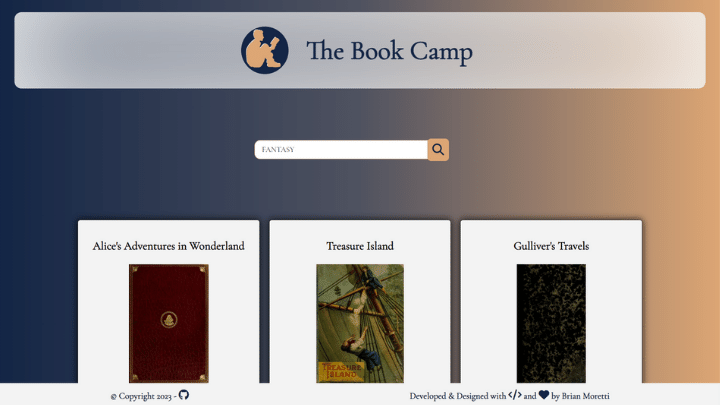 The Book Camp
FANTASY
Alice's Adventures in Wonderland
Treasure Island
Gulliver's Travels
TREASURE
ISLAND
© Copyright 2023 -
Developed & Designed with </> and ♥ by Brian Moretti